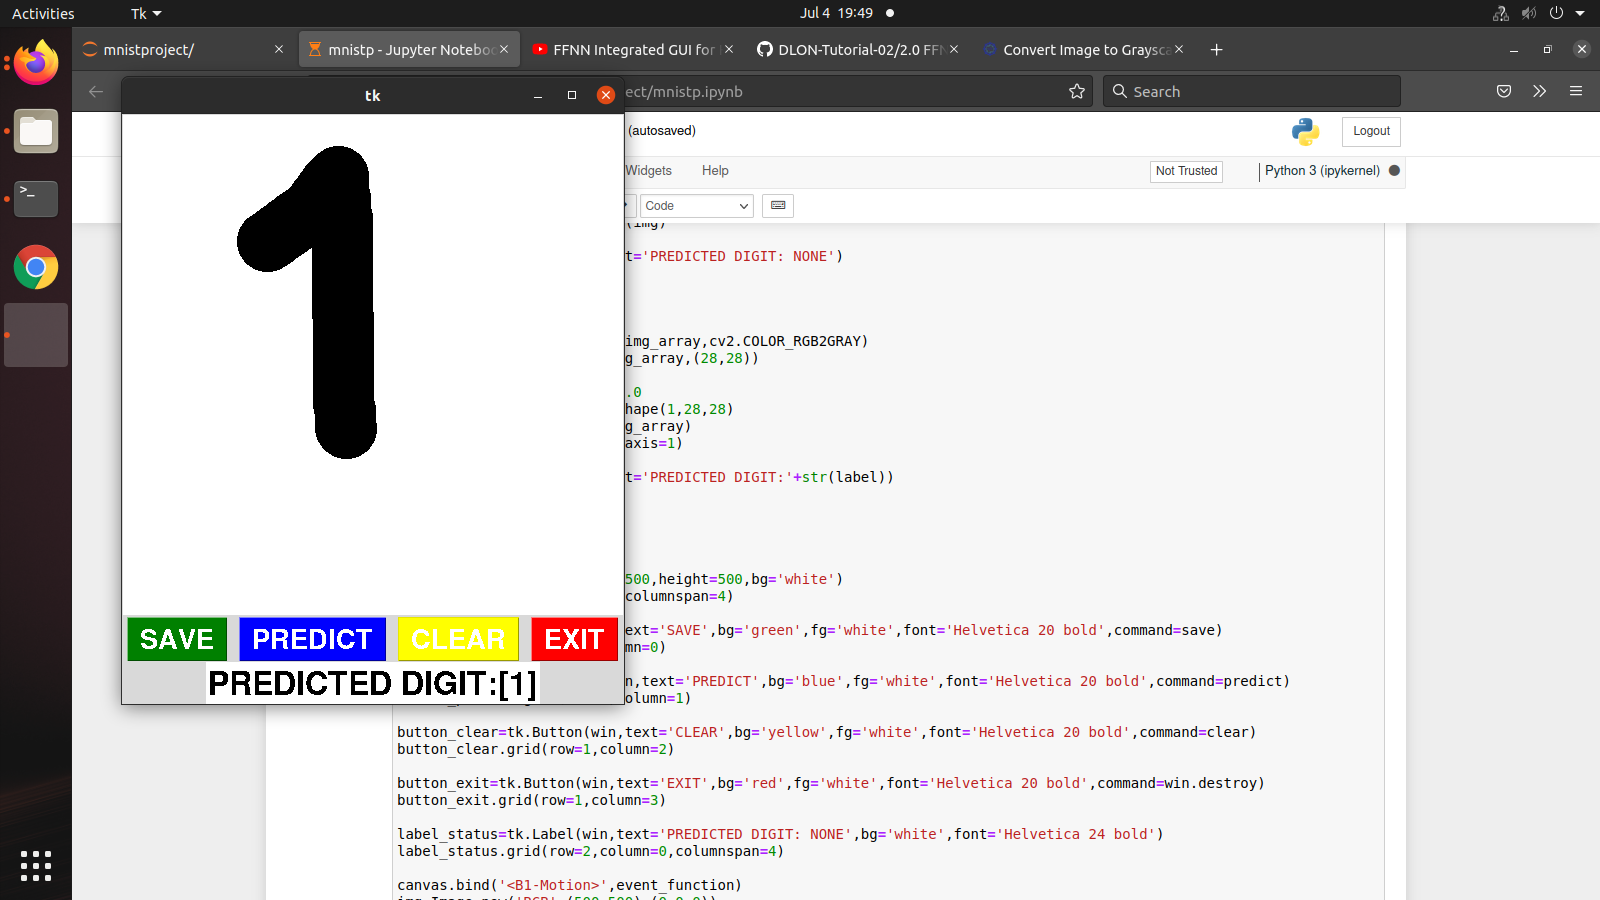 Activities
Tk
Jul 4 19:49
mnistproject/
mnistp - Jupyter Notebo
FFNN Integrated GUI for
DLON-Tutorial-02/2.0 FFN
Convert Image to Graysca
tk
ect/mnistp.ipynb
Search
(autosaved)
Logout
Widgets
Help
Not Trusted
Python 3 (ipykernel)
Code
(img)
t='PREDICTED DIGIT: NONE')
img_array,cv2.COLOR_RGB2GRAY)
g_array,(28,28))
.0
hape(1,28,28)
g_array)
axis=1)
t='PREDICTED DIGIT:'+str(label))
500,height=500,bg='white')
columnspan=4)
ext='SAVE',bg='green',fg='white',font='Helvetica 20 bold',command=save)
mn=0)
n,text='PREDICT',bg='blue',fg='white',font='Helvetica 20 bold',command=predict)
olumn=1)
button_clear=tk.Button(win,text='CLEAR',bg='yellow',fg='white',font='Helvetica 20 bold',command=clear)
button_clear.grid(row=1,column=2)
button_exit=tk.Button(win,text='EXIT',bg='red',fg='white',font='Helvetica 20 bold',command=win.destroy)
button_exit.grid(row=1,column=3)
label_status=tk.Label(win,text='PREDICTED DIGIT: NONE',bg='white',font='Helvetica 24 bold')
label_status.grid(row=2,column=0,columnspan=4)
canvas.bind('<B1-Motion>',event_function)
1
SAVE
PREDICT
CLEAR
EXIT
PREDICTED DIGIT:[1]